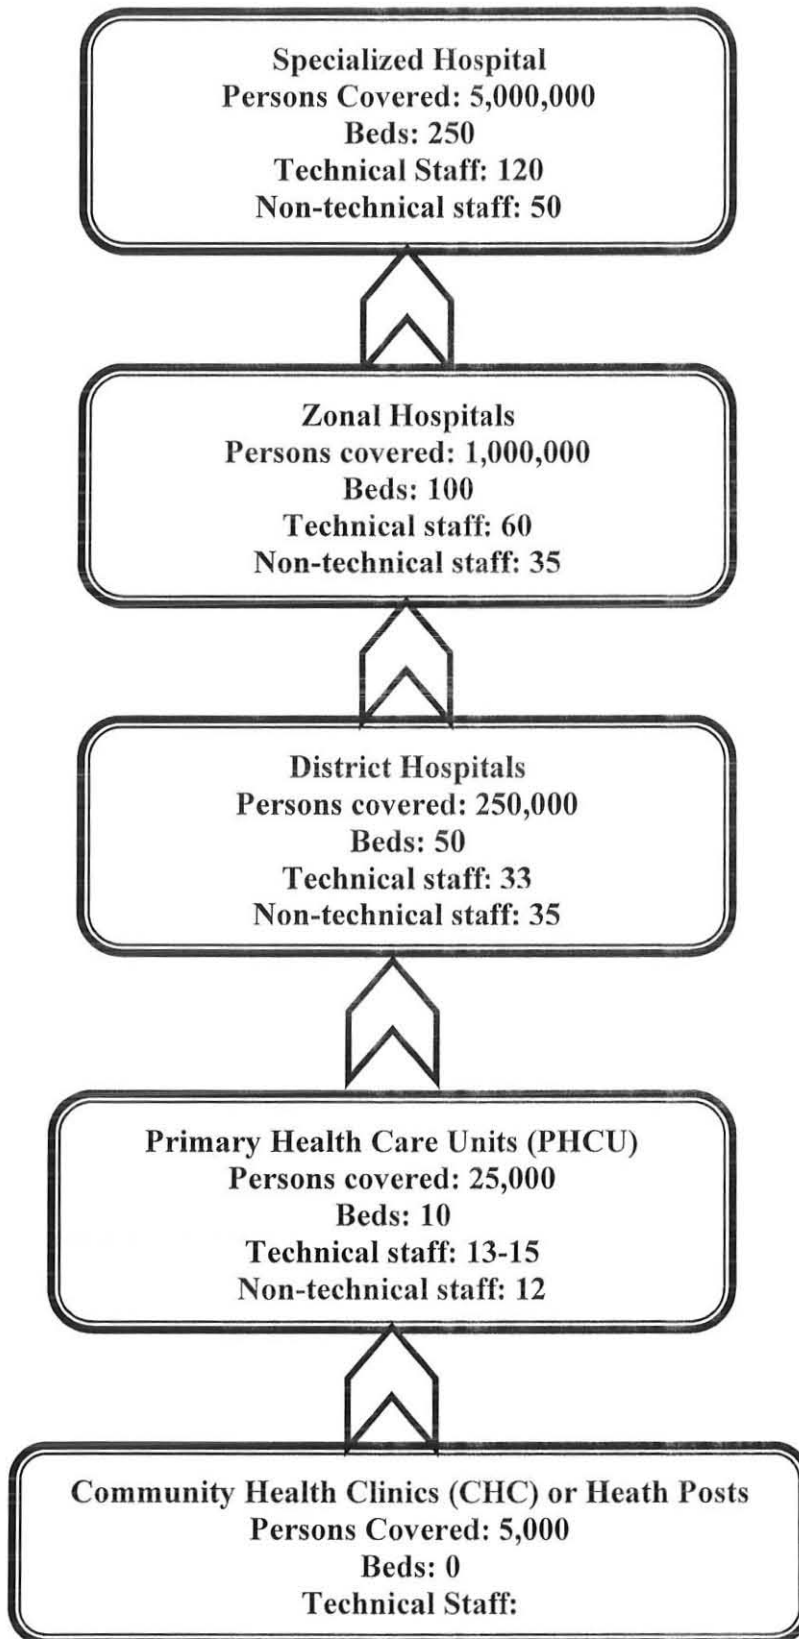 Specialized Hospital
Persons Covered: 5,000,000
Beds: 250
Technical Staff: 120
Non-technical staff: 50
Zonal Hospitals
Persons covered: 1,000,000
Beds: 100
Technical staff: 60
Non-technical staff: 35
District Hospitals
Persons covered: 250,000
Beds: 50
Technical staff: 33
Non-technical staff: 35
Primary Health Care Units (PHCU)
Persons covered: 25,000
Beds: 10
Technical staff: 13-15
Non-technical staff: 12
Community Health Clinics (CHC) or Heath Posts
Persons Covered: 5,000
Beds: 0
Technical Staff: